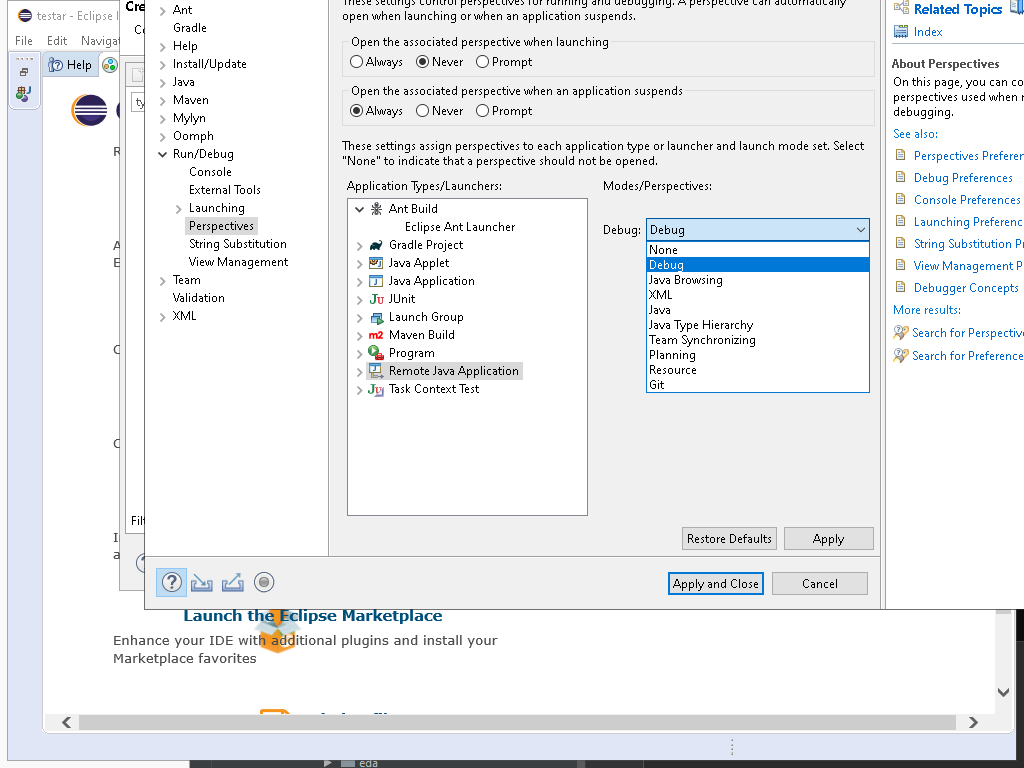 testar - Eclipse I
File Edit Navigat
Help
Cre
Ant
Gradle
Help
Install/Update
Java
Maven
Mylyn
Oomph
Run/Debug
Console
External Tools
Launching
Perspectives
String Substitution
View Management
Team
Validation
XML
These settings control perspectives for running and debugging. A perspective can automatically
open when launching or when an application suspends.
Open the associated perspective when launching
Always Never Prompt
Open the associated perspective when an application suspends
Always Never Prompt
These settings assign perspectives to each application type or launcher and launch mode set. Select
"None" to indicate that a perspective should not be opened.
Application Types/Launchers:
Ant Build
Eclipse Ant Launcher
Gradle Project
Java Applet
Java Application
JUnit
Launch Group
Maven Build
Program
Remote Java Application
Task Context Test
Modes/Perspectives:
Debug: Debug
None
Debug
Java Browsing
XML
Java
Java Type Hierarchy
Team Synchronizing
Planning
Resource
Git
Restore Defaults Apply
Apply and Close Cancel
Related Topics
Index
About Perspectives
On this page, you can co
perspectives used when r
debugging.
See also:
Perspectives Preferen
Debug Preferences
Console Preferences
Launching Preferenc
String Substitution Pr
View Management P
Debugger Concepts
More results:
Search for Perspective
Search for Preference
Launch the Eclipse Marketplace
Enhance your IDE with additional plugins and install your
Marketplace favorites
eda